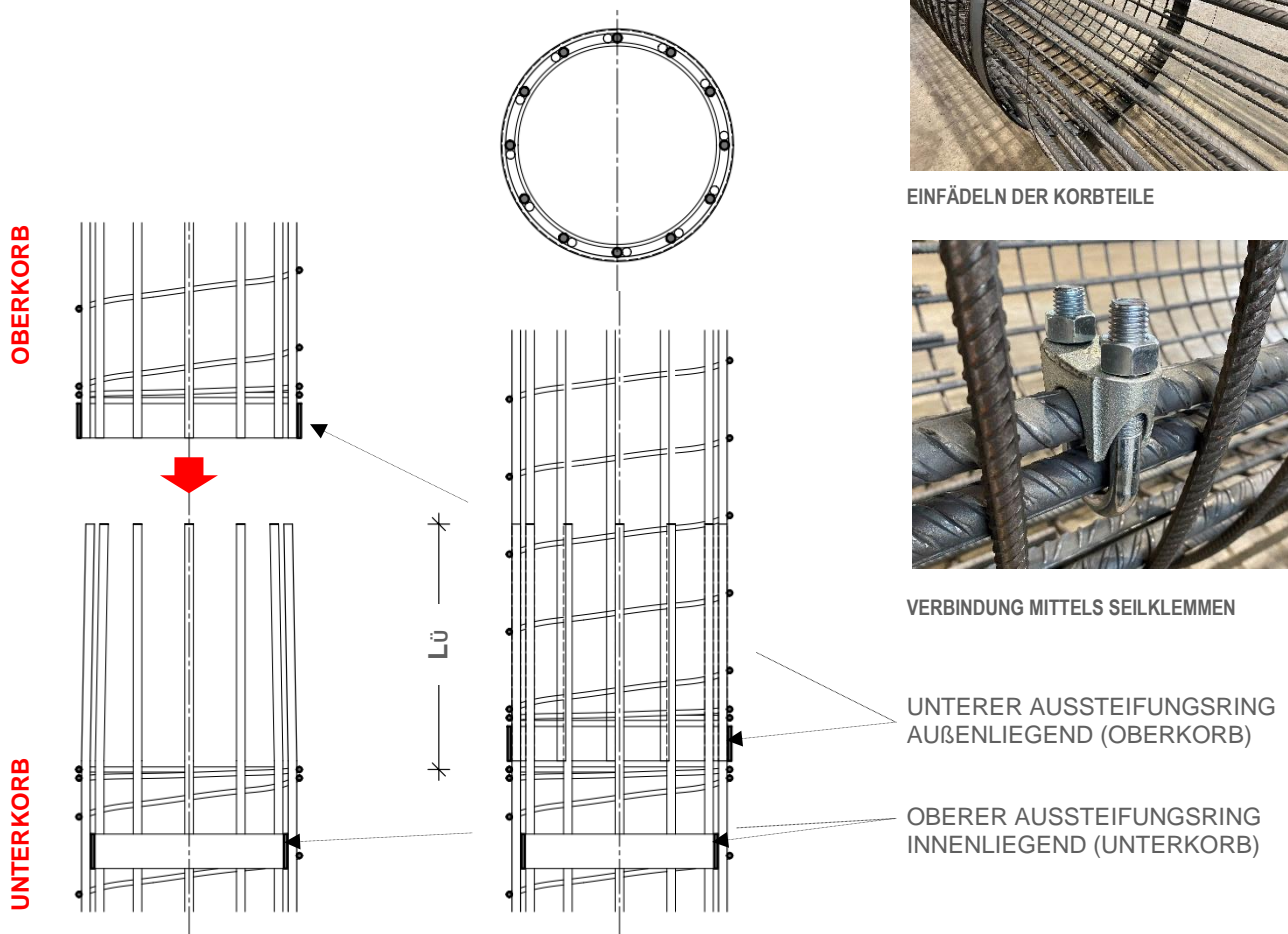 OBERKORB
UNTERKORB
Lü
EINFÄDELN DER KORBTEILE
VERBINDUNG MITTELS SEILKLEMMEN
UNTERER AUSSTEIFUNGSRING
AUßENLIEGEND (OBERKORB)
OBERER AUSSTEIFUNGSRING
INNENLIEGEND (UNTERKORB)